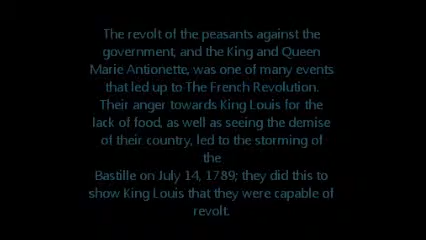 The revolt of the peasants against the
government, and the King and Queen
Marie Antionette, was one of many events
that led up to The French Revolution.
Their anger towards King Louis for the
lack of food, as well as seeing the demise
of their country, led to the storming of
the
Bastille on July 14, 1789; they did this to
show King Louis that they were capable of
revolt.